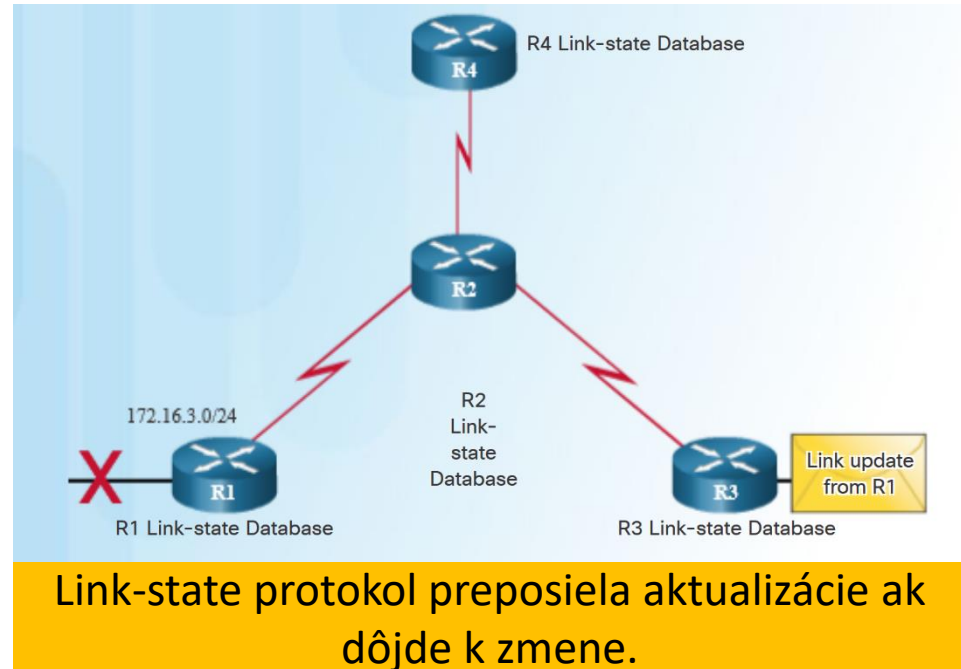 R4 Link-state Database
R4
R2
172.16.3.0/24
R2
Link-
state
Database
R1
R1 Link-state Database
R3
Link update
from R1
R3 Link-state Database
Link-state protokol preposiela aktualizácie ak
dôjde k zmene.